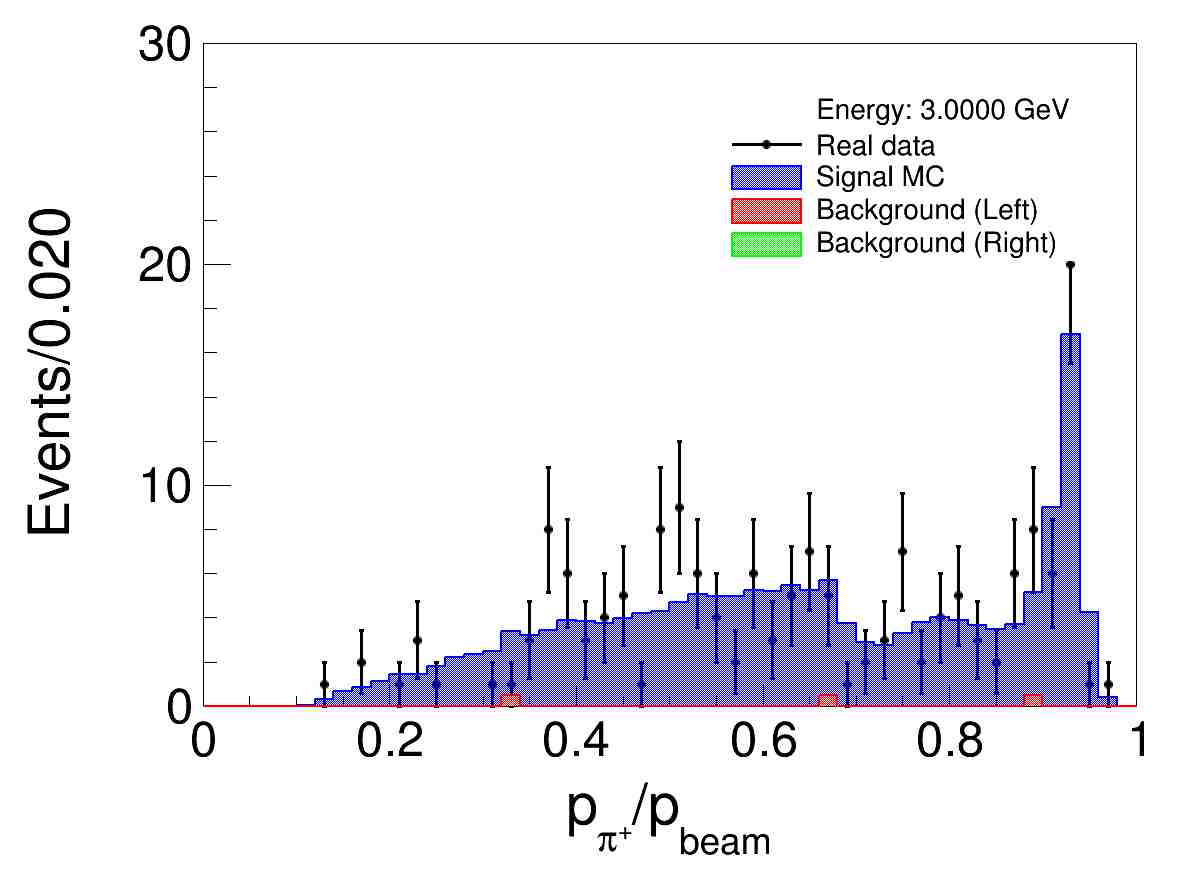 30
20
10
0
Events/0.020
Energy: 3.0000 GeV
Real data
Signal MC
Background (Left)
Background (Right)
0 0.2 0.4 0.6 0.8 1
pπ+/pbeam